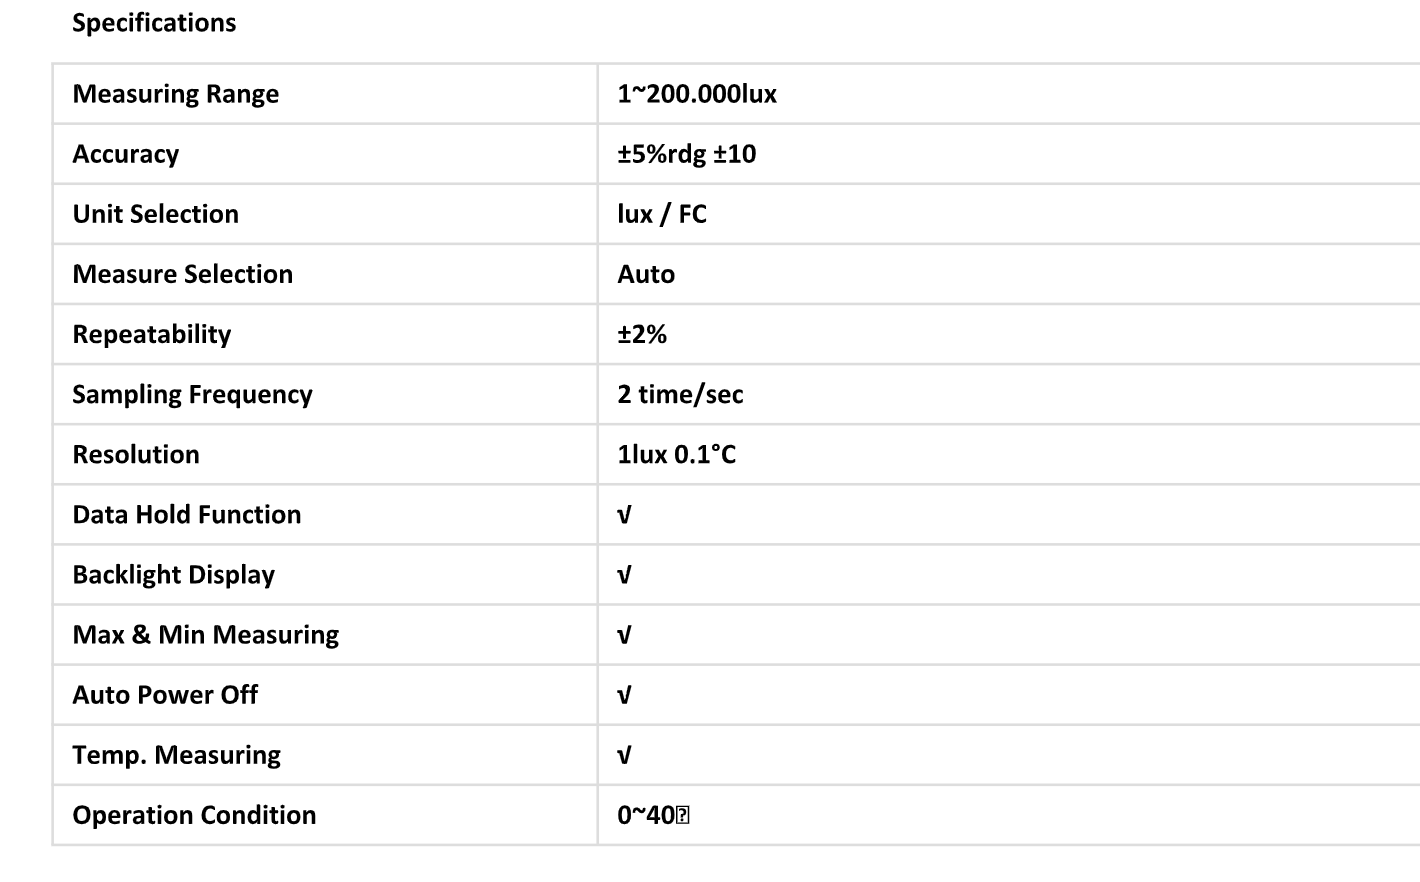 Specifications
Measuring Range 1~200.000lux
Accuracy ±5%rdg ±10
Unit Selection lux / FC
Measure Selection Auto
Repeatability ±2%
Sampling Frequency 2 time/sec
Resolution 1lux 0.1°C
Data Hold Function √
Backlight Display √
Max & Min Measuring √
Auto Power Off √
Temp. Measuring √
Operation Condition 0~40